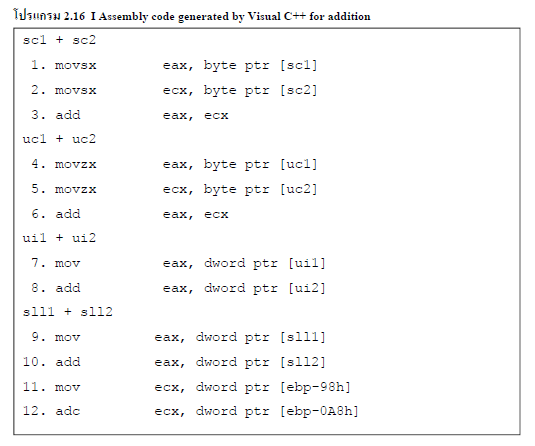 โปรแกรม 2.16 I Assembly code generated by Visual C++ for addition
sc1 + sc2
1. movsx eax, byte ptr [sc1]
2. movsx ecx, byte ptr [sc2]
3. add eax, ecx
uc1 + uc2
4. movzx eax, byte ptr [uc1]
5. movzx ecx, byte ptr [uc2]
6. add eax, ecx
ui1 + ui2
7. mov eax, dword ptr [ui1]
8. add eax, dword ptr [ui2]
sll1 + sll2
9. mov eax, dword ptr [sll1]
10. add eax, dword ptr [sll2]
11. mov ecx, dword ptr [ebp-98h]
12. adc ecx, dword ptr [ebp-0A8h]